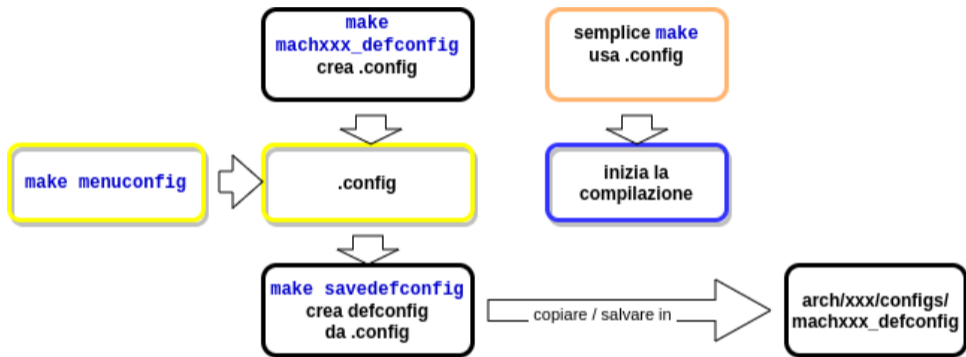 make
machxxx_defconfig
crea .config
semplice make
usa .config
make menuconfig
.config
inizia la
compilazione
make savedefconfig
crea defconfig
da .config
copiare / salvare in
arch/xxx/configs/
machxxx_defconfig